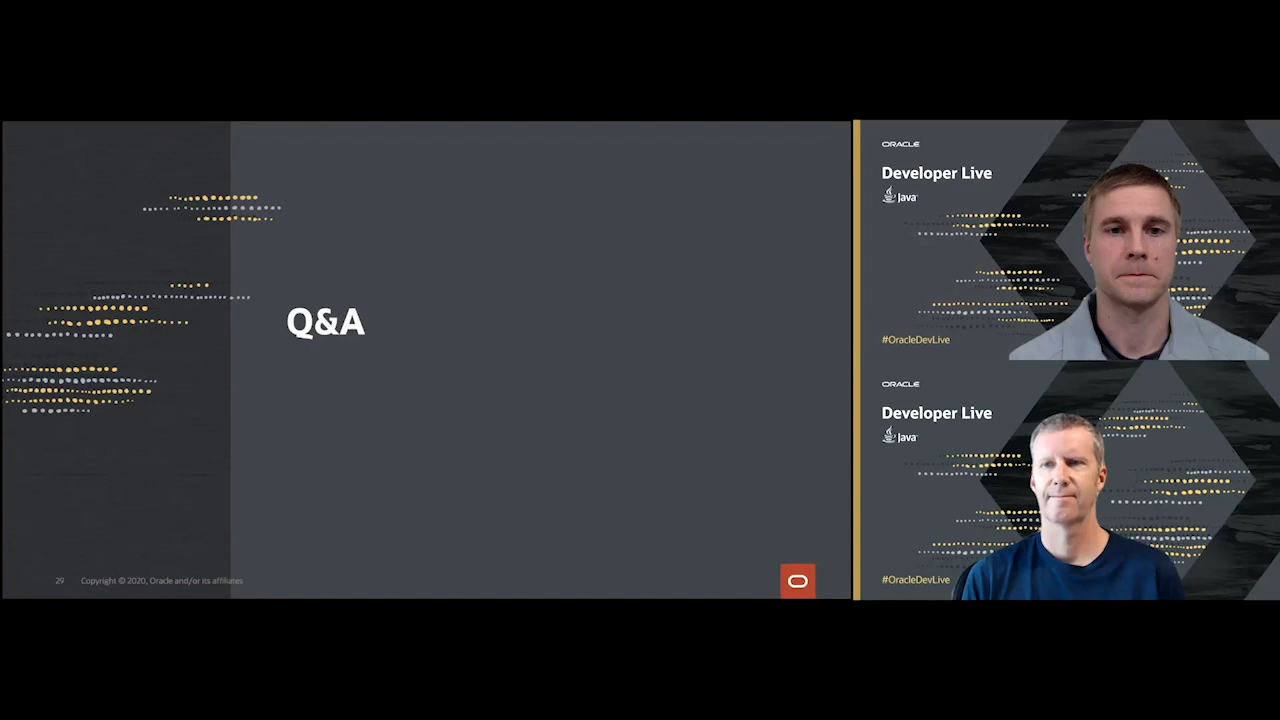 Q&A
29 Copyright © 2020, Oracle and/or its affiliates
ORACLE
Developer Live
Java
#OracleDevLive
ORACLE
Developer Live
Java
#OracleDevLive